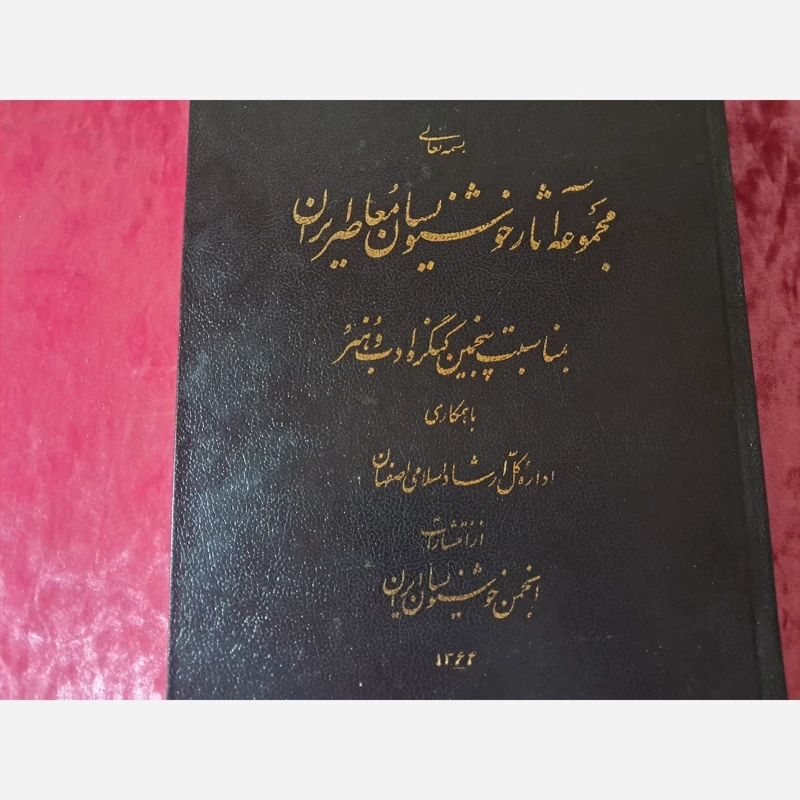 بسمه تعالی
مجموعه آثار خوشنویسان معاصر ایران
بمناسبت پنجمین کنگره ادب و هنر
با همکاری
اداره کل ارشاد اسلامی اصفهان
از انتشارات
انجمن خوشنویسان ایران
۱۳۶۴